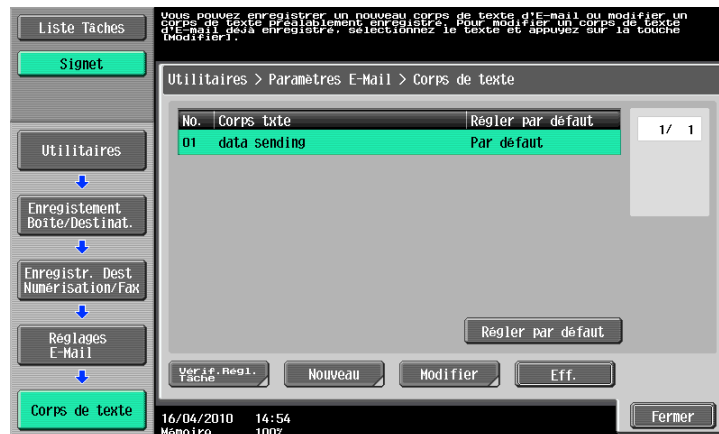 Liste Tâches
Signet
Vous pouvez enregistrer un nouveau corps de texte d'E-mail ou modifier un
corps de texte préalablement enregistré. Pour modifier un corps de texte
d'E-mail déjà enregistré, sélectionnez le texte et appuyez sur la touche
[Modifier].
Utilitaires > Paramètres E-Mail > Corps de texte
No. Corps txte Régler par défaut
01 data sending Par défaut
1/ 1
Utilitaires
Enregistement
Boîte/Destinat.
Enregistr. Dest
Numérisation/Fax
Réglages
E-Mail
Corps de texte
Régler par défaut
Vérif.Régl.
Tâche
Nouveau
Modifier
Eff.
16/04/2010 14:54
Mémoire 100%
Fermer